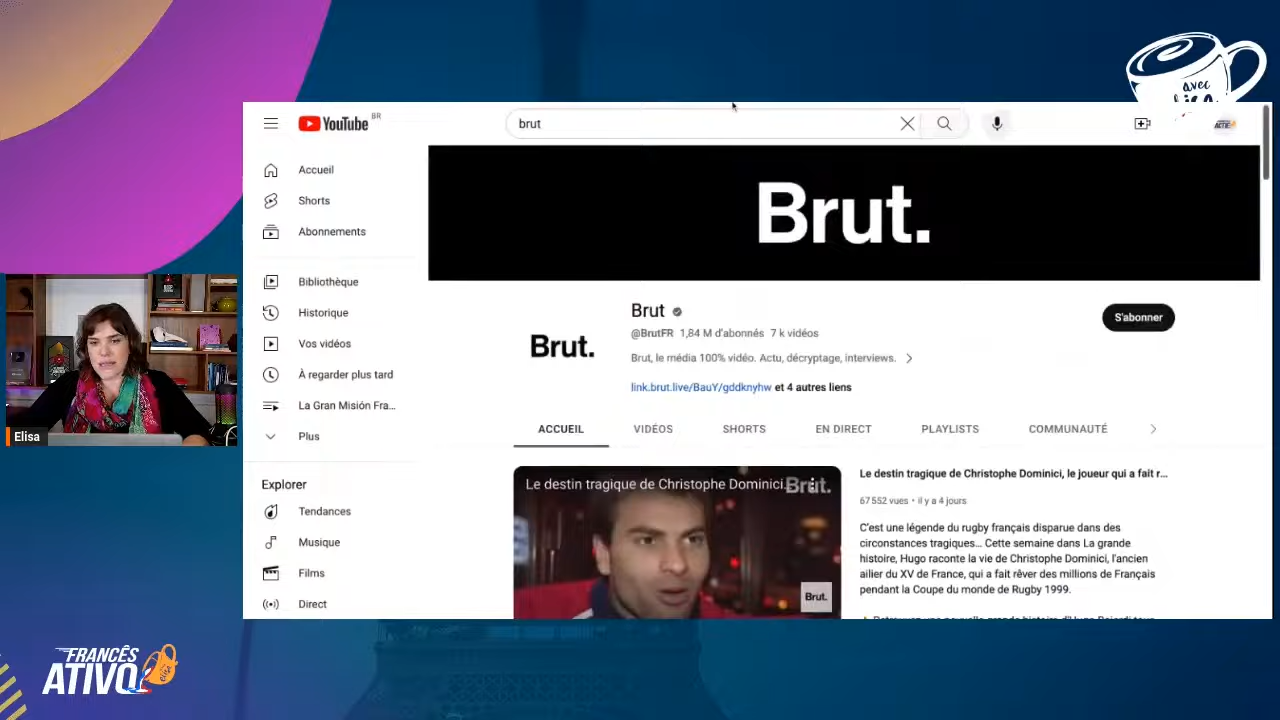 avec
YouTube BR
brut
Accueil
Shorts
Abonnements
Bibliothèque
Historique
Vos vidéos
À regarder plus tard
La Gran Misión Fra...
Plus
Explorer
Tendances
Musique
Films
Direct
Brut.
Brut.
Brut
@BrutFR 1,84 M d'abonnés 7 k vidéos
Brut, le média 100% vidéo. Actu, décryptage, interviews.
link.brut.live/BauY/gddknyhw et 4 autres liens
S'abonner
ACCUEIL VIDÉOS SHORTS EN DIRECT PLAYLISTS COMMUNAUTÉ
Le destin tragique de Christophe Dominici... Brut.
Brut.
Le destin tragique de Christophe Dominici, le joueur qui a fait r...
67 552 vues • il y a 4 jours
C'est une légende du rugby français disparue dans des
circonstances tragiques... Cette semaine dans La grande
histoire, Hugo raconte la vie de Christophe Dominici, l'ancien
ailier du XV de France, qui a fait rêver des millions de Français
pendant la Coupe du monde de Rugby 1999.
Elisa
FRANCÊS
ATIVO